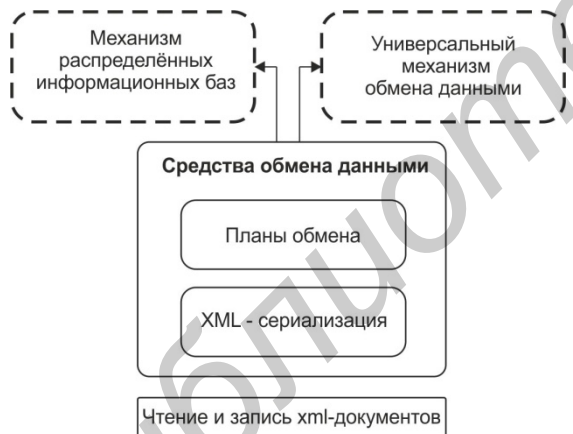 Механизм
распределённых
информационных баз
Универсальный
механизм
обмена данными
Средства обмена данными
Планы обмена
XML - сериализация
Чтение и запись xml-документов